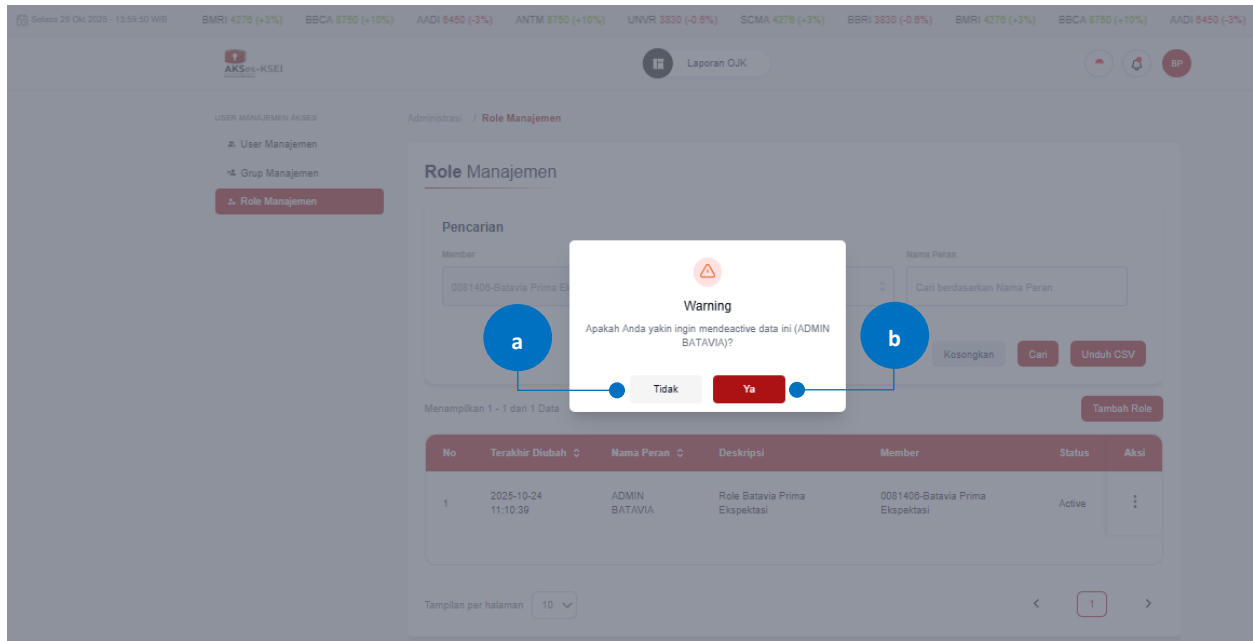 Selasa 28 Okt 2025 - 13:59:50 WIB BMRI 4276 (+3%) BBCA 8750 (+10%) AADI 8450 (-3%) ANTM 8750 (+10%) UNVR 3830 (-0.8%) SCMA 4276 (+3%) BBRI 3830 (-0.8%) BMRI 4276 (+3%) BBCA 8750 (+10%) AADI 8450 (-3%)
AKSes-KSEI
Laporan OJK
BP
USER MANAJEMEN AKSES
Administrasi / Role Manajemen
User Manajemen
Grup Manajemen
Role Manajemen
Role Manajemen
Pencarian
Member
Nama Peran
0081406-Batavia Prima
Cari berdasarkan Nama Peran
Warning
Apakah Anda yakin ingin mendeactive data ini (ADMIN
BATAVIA)?
a
b
Tidak
Ya
Kosongkan
Cari
Unduh CSV
Menampilkan 1 - 1 dari 1 Data
Tambah Role
No Terakhir Diubah Nama Peran Deskripsi Member Status Aksi
1 2025-10-24 11:10:39 ADMIN BATAVIA Role Batavia Prima Ekspektasi 0081406-Batavia Prima Ekspektasi Active
Tampilan per halaman 10
1